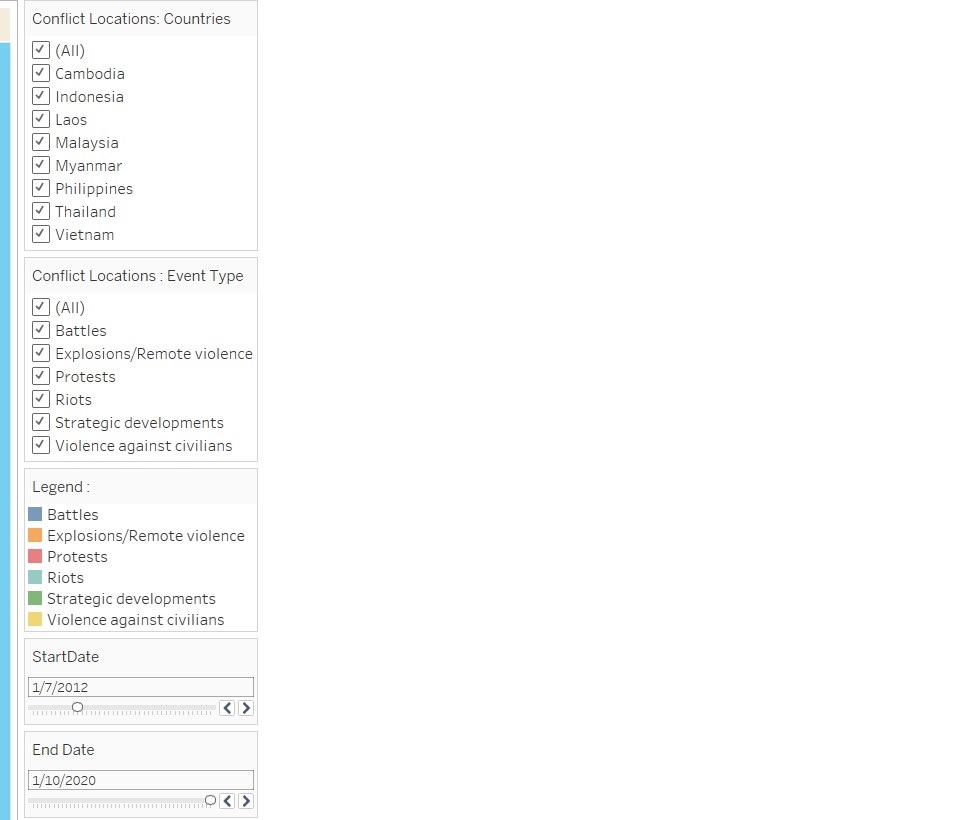 Conflict Locations: Countries
(All)
Cambodia
Indonesia
Laos
Malaysia
Myanmar
Philippines
Thailand
Vietnam
Conflict Locations : Event Type
(All)
Battles
Explosions/Remote violence
Protests
Riots
Strategic developments
Violence against civilians
Legend :
Battles
Explosions/Remote violence
Protests
Riots
Strategic developments
Violence against civilians
StartDate
1/7/2012
End Date
1/10/2020